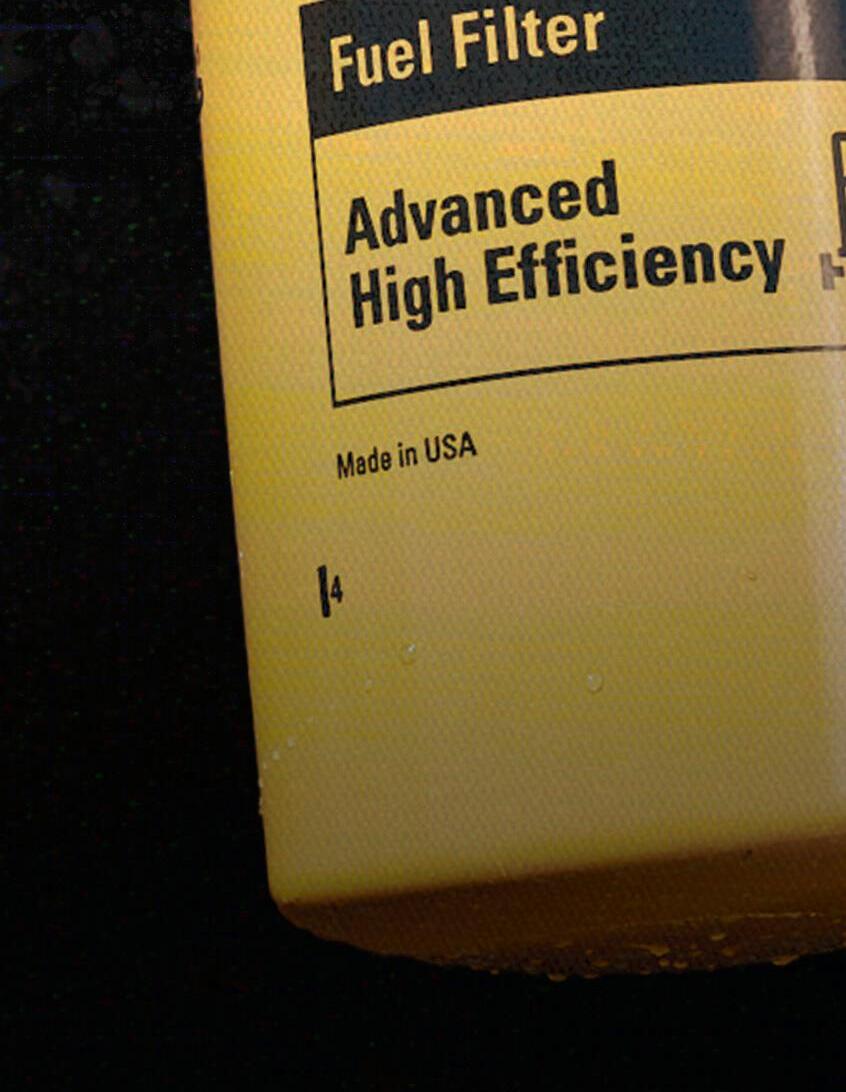 Fuel Filter
Advanced
High Efficiency
Made in USA
4